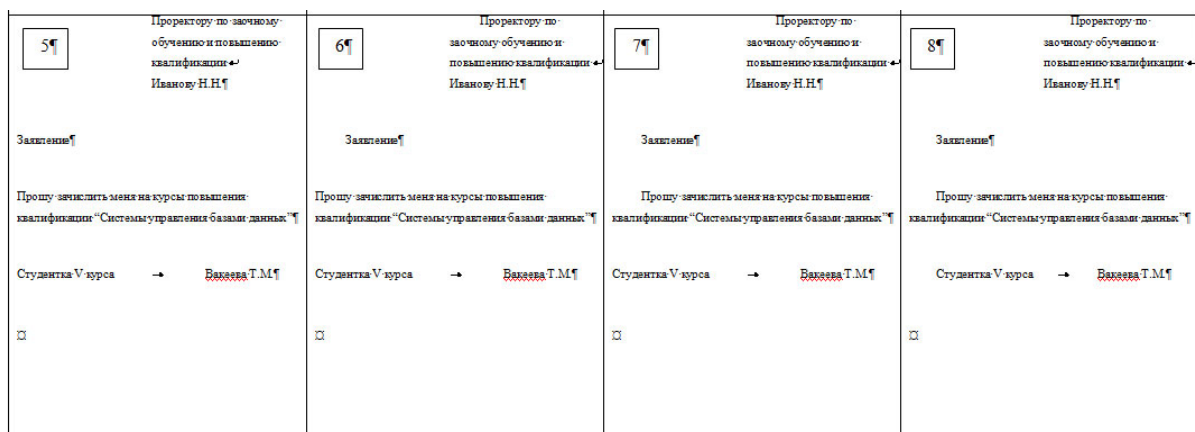 5¶
Проректору по заочному
обучению и повышению
квалификации
Иванову Н.Н.¶
Заявление¶
Прошу зачислить меня на курсы повышения
квалификации “Системы управления базами данных”¶
Студентка V курса → Вакеева Т.М.¶
6¶
Проректору по
заочному обучению и
повышению квалификации
Иванову Н.Н.¶
Заявление¶
Прошу зачислить меня на курсы повышения
квалификации “Системы управления базами данных”¶
Студентка V курса → Вакеева Т.М.¶
7¶
Проректору по
заочному обучению и
повышению квалификации
Иванову Н.Н.¶
Заявление¶
Прошу зачислить меня на курсы повышения
квалификации “Системы управления базами данных”¶
Студентка V курса → Вакеева Т.М.¶
8¶
Проректору по
заочному обучению и
повышению квалификации
Иванову Н.Н.¶
Заявление¶
Прошу зачислить меня на курсы повышения
квалификации “Системы управления базами данных”¶
Студентка V курса → Вакеева Т.М.¶